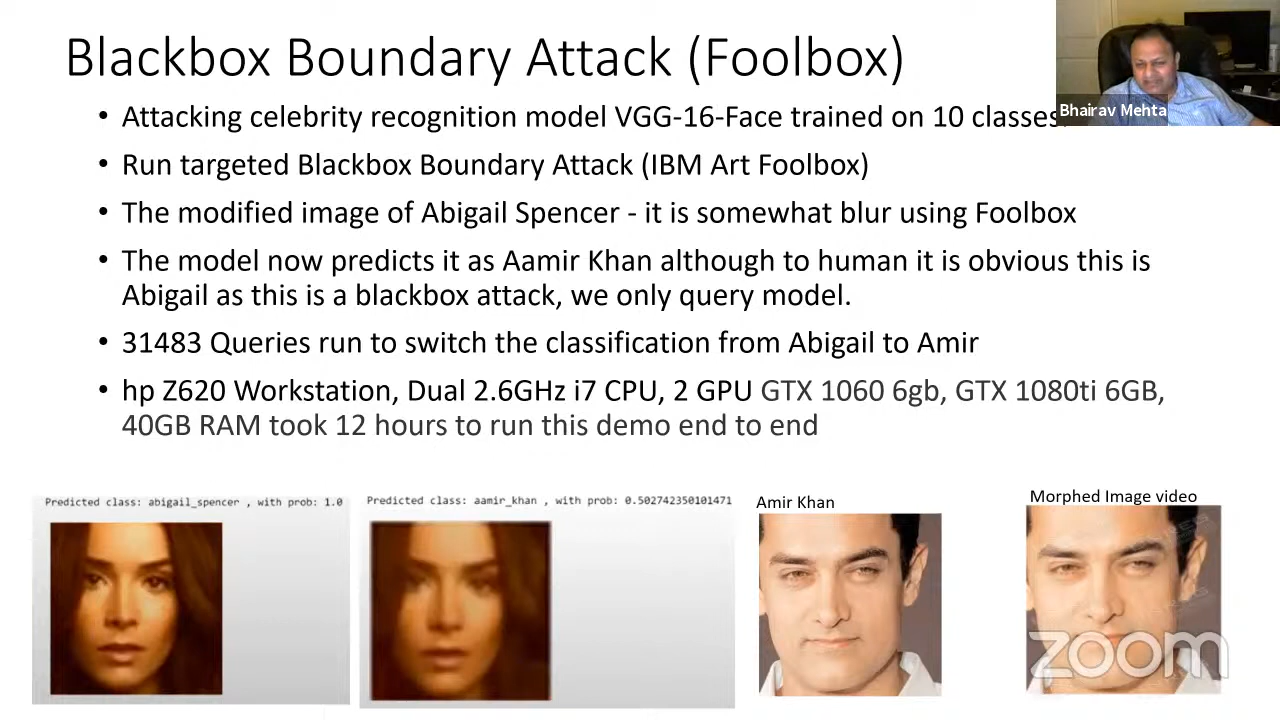 Blackbox Boundary Attack (Foolbox)
Bhairav Mehta
• Attacking celebrity recognition model VGG-16-Face trained on 10 classes
• Run targeted Blackbox Boundary Attack (IBM Art Foolbox)
• The modified image of Abigail Spencer - it is somewhat blur using Foolbox
• The model now predicts it as Aamir Khan although to human it is obvious this is
Abigail as this is a blackbox attack, we only query model.
• 31483 Queries run to switch the classification from Abigail to Amir
• hp Z620 Workstation, Dual 2.6GHz i7 CPU, 2 GPU GTX 1060 6gb, GTX 1080ti 6GB,
40GB RAM took 12 hours to run this demo end to end
Predicted class: abigail_spencer , with prob: 1.0
Predicted class: aamir_khan , with prob: 0.502742350101471
Amir Khan
Morphed Image video
zoom